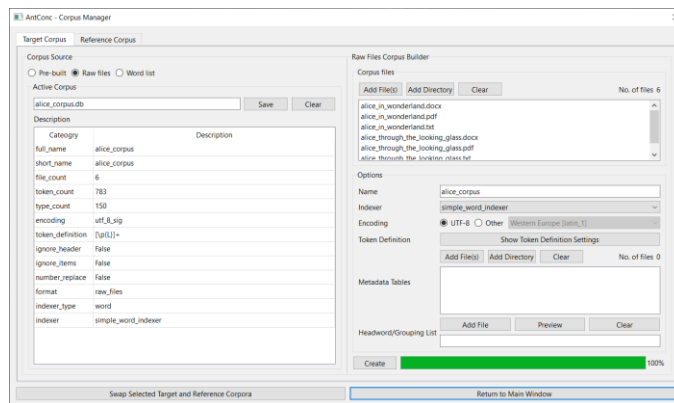 AntConc - Corpus Manager
Target Corpus Reference Corpus
Corpus Source
Pre-built Raw files Word list
Active Corpus
alice_corpus.db Save Clear
Description
Cateogry Description
full_name alice_corpus
short_name alice_corpus
file_count 6
token_count 783
type_count 150
encoding utf_8_sig
token_definition [\p{L}]+
ignore_header False
ignore_items False
number_replace False
format raw_files
indexer_type word
indexer simple_word_indexer
Raw Files Corpus Builder
Corpus files
Add File(s) Add Directory Clear No. of files 6
alice_in_wonderland.docx
alice_in_wonderland.pdf
alice_in_wonderland.txt
alice_through_the_looking_glass.docx
alice_through_the_looking_glass.pdf
alice_through_the_looking_glass.txt
Options
Name alice_corpus
Indexer simple_word_indexer
Encoding UTF-8 Other Western Europe [latin_1]
Token Definition Show Token Definition Settings
Add File(s) Add Directory Clear No. of files 0
Metadata Tables
Add File Preview Clear
Headword/Grouping List
Create 100%
Swap Selected Target and Reference Corpora Return to Main Window